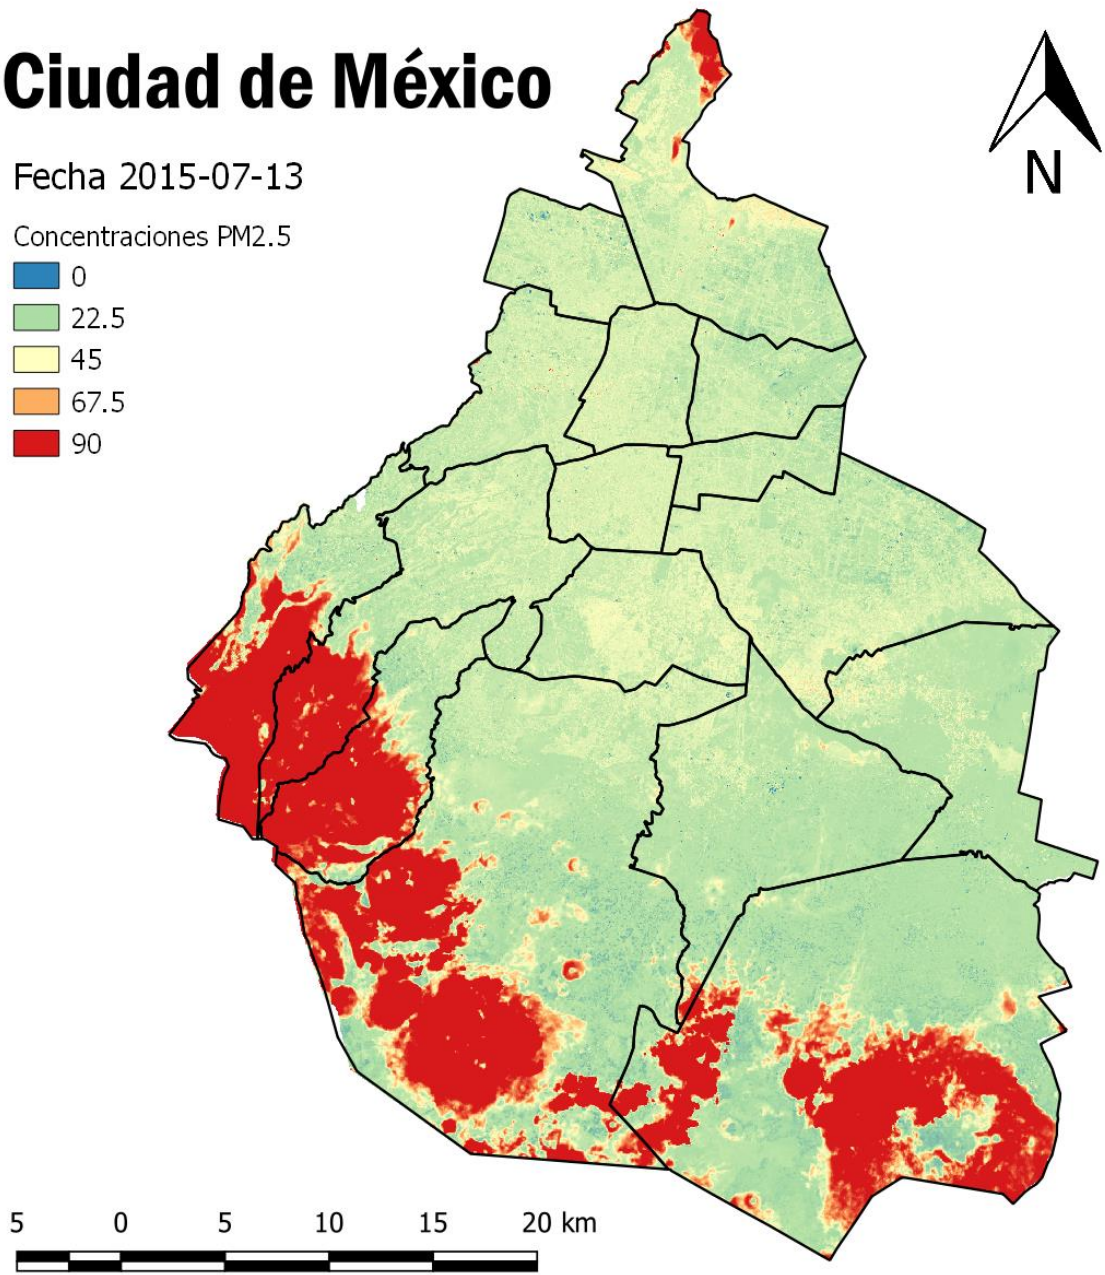 Ciudad de México
Fecha 2015-07-13
Concentraciones PM2.5
0
22.5
45
67.5
90
N
5 0 5 10 15 20 km